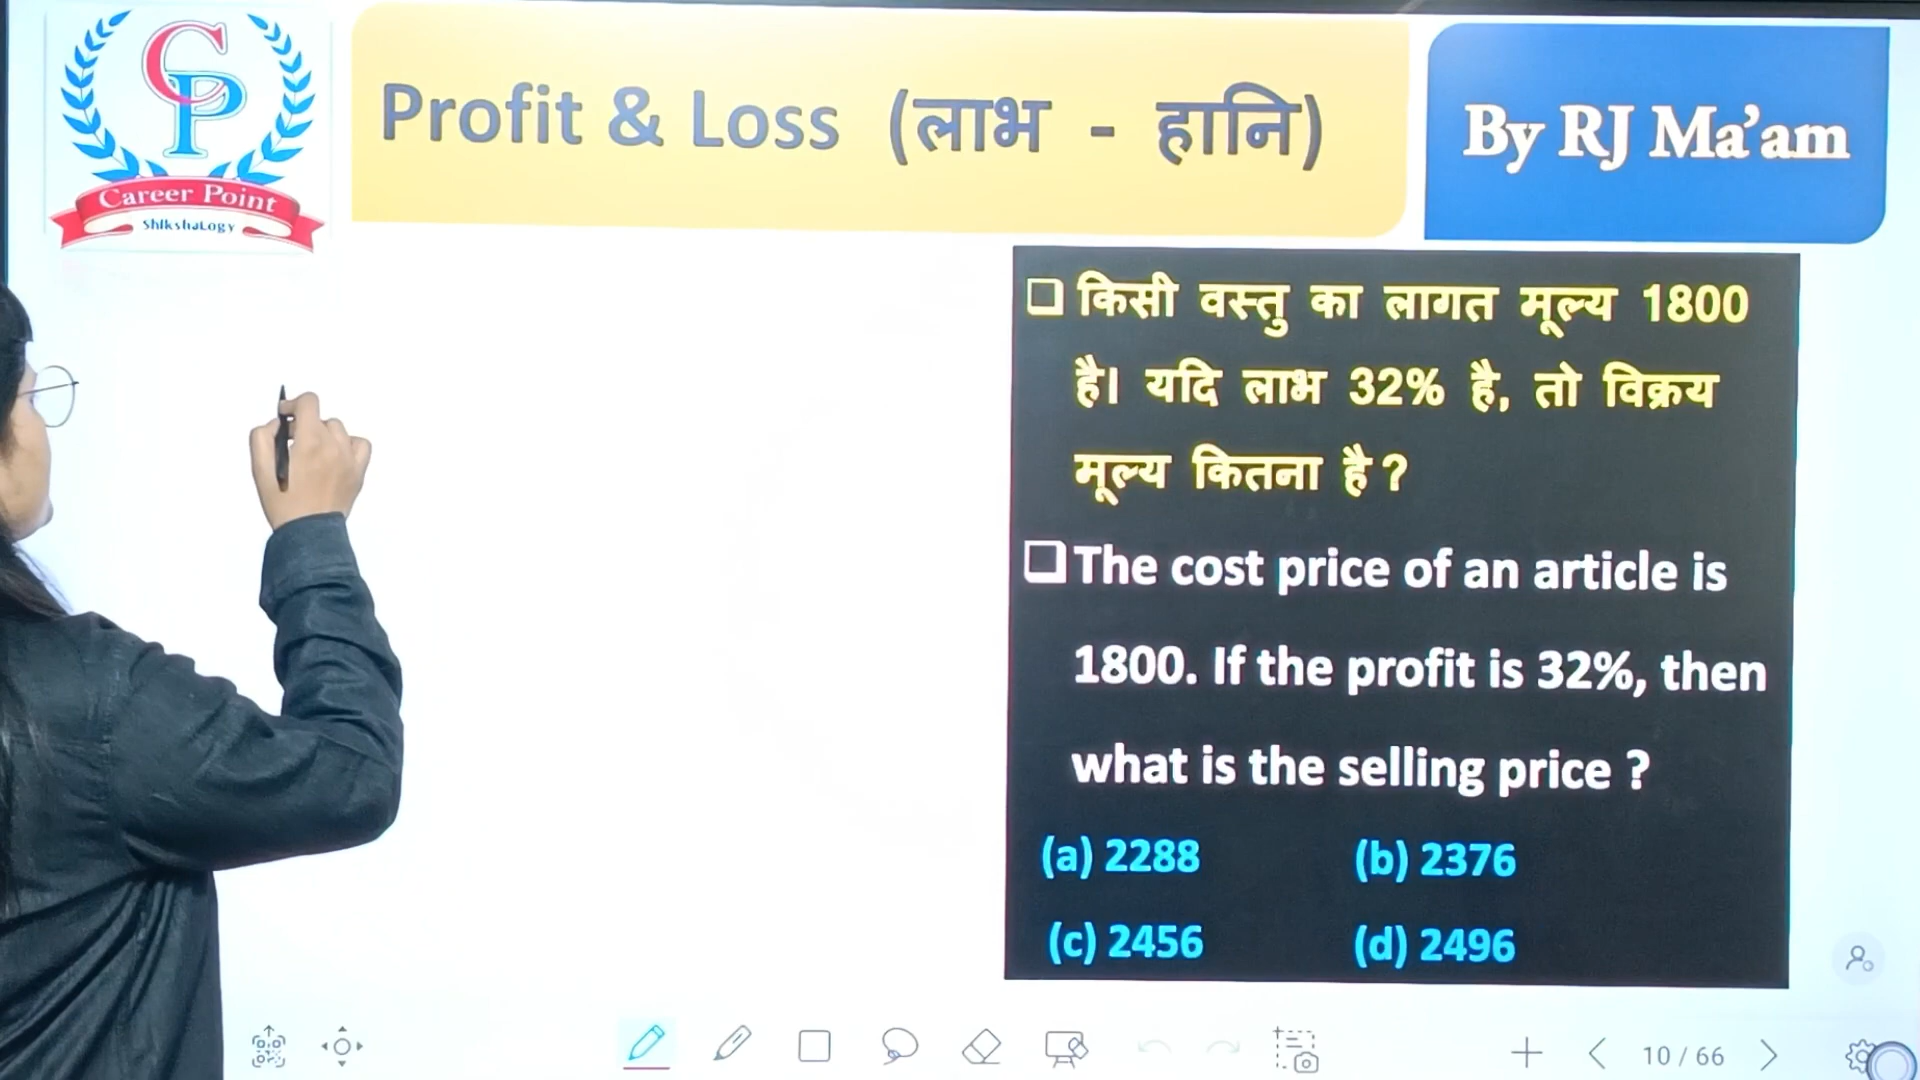 CP
Career Point
ShikshaLogy
Profit & Loss (लाभ - हानि)
By RJ Ma’am
किसी वस्तु का लागत मूल्य 1800
है। यदि लाभ 32% है, तो विक्रय
मूल्य कितना है ?
The cost price of an article is
1800. If the profit is 32%, then
what is the selling price ?
(a) 2288 (b) 2376
(c) 2456 (d) 2496
10 / 66